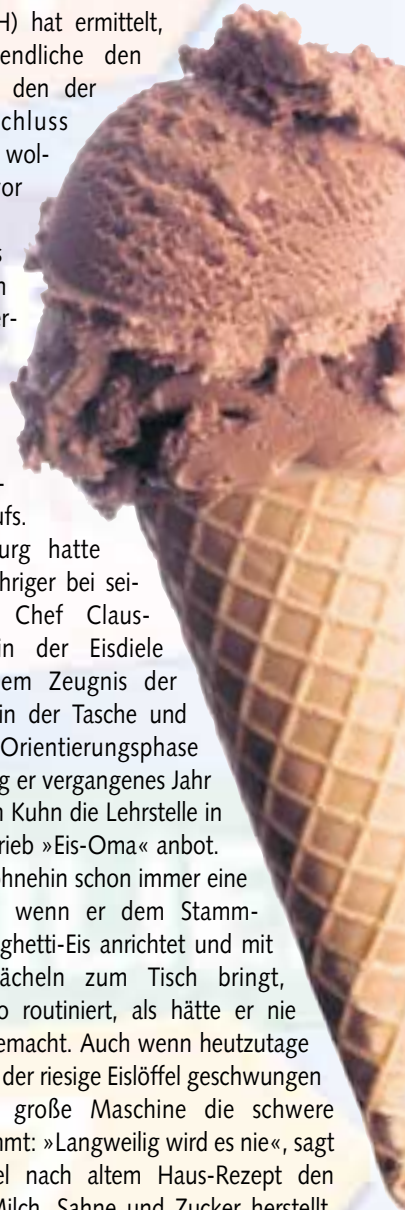 H) hat ermittelt,
endliche den
den der
chluss
wol-
or
s
n
er-
-
ufs.
urg hatte
hriger bei sei-
Chef Claus-
in der Eisdiele
em Zeugnis der
in der Tasche und
Orientierungsphase
g er vergangenes Jahr
n Kuhn die Lehrstelle in
rieb »Eis-Oma« anbot.
ohnehin schon immer eine
wenn er dem Stamm-
ghetti-Eis anrichtet und mit
ächeln zum Tisch bringt,
o routiniert, als hätte er nie
emacht. Auch wenn heutzutage
der riesige Eislöffel geschwungen
große Maschine die schwere
mmt: »Langweilig wird es nie«, sagt
el nach altem Haus-Rezept den
Milch, Sahne und Zucker herstellt,